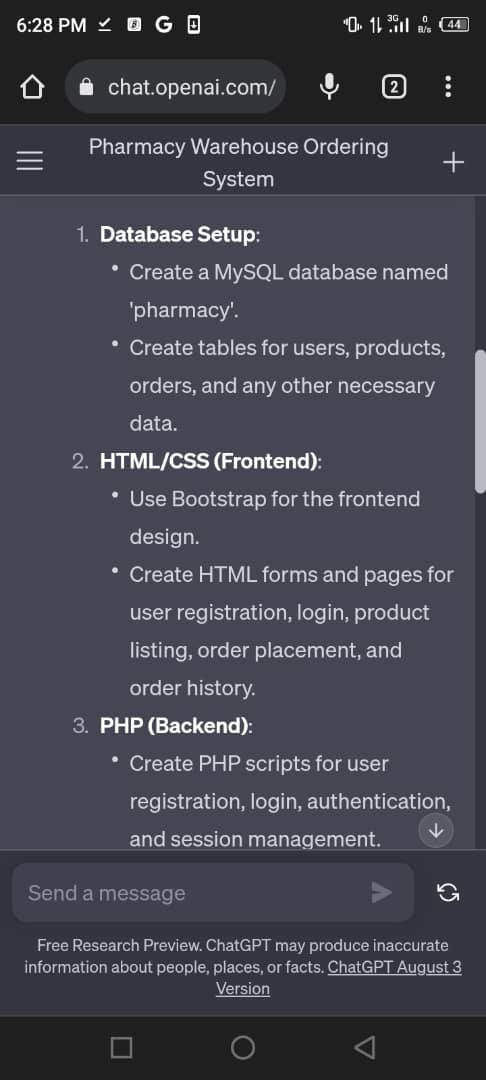 6:28 PM
3G
0
B/s
44
chat.openai.com/
2
Pharmacy Warehouse Ordering
System
1. Database Setup:
• Create a MySQL database named
'pharmacy'.
• Create tables for users, products,
orders, and any other necessary
data.
2. HTML/CSS (Frontend):
• Use Bootstrap for the frontend
design.
• Create HTML forms and pages for
user registration, login, product
listing, order placement, and
order history.
3. PHP (Backend):
• Create PHP scripts for user
registration, login, authentication,
and session management.
Send a message
Free Research Preview. ChatGPT may produce inaccurate
information about people, places, or facts. ChatGPT August 3
Version